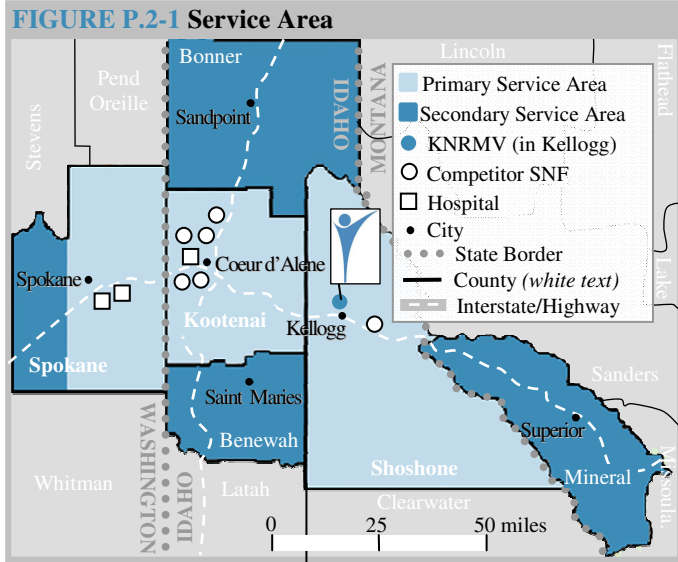 FIGURE P.2-1 Service Area
Bonner
Lincoln
Flathead
Pend
Oreille
Stevens
Sandpoint
IDAHO
MONTANA
Primary Service Area
Secondary Service Area
KNRMV (in Kellogg)
Competitor SNF
Hospital
City
State Border
County (white text)
Interstate/Highway
Lake
Spokane
Coeur d'Alene
Kootenai
Kellogg
Spokane
Saint Maries
Benewah
Sanders
Superior
Mineral
Missoula.
Shoshone
WASHINGTON
IDAHO
Whitman
Latah
Clearwater
0 25 50 miles